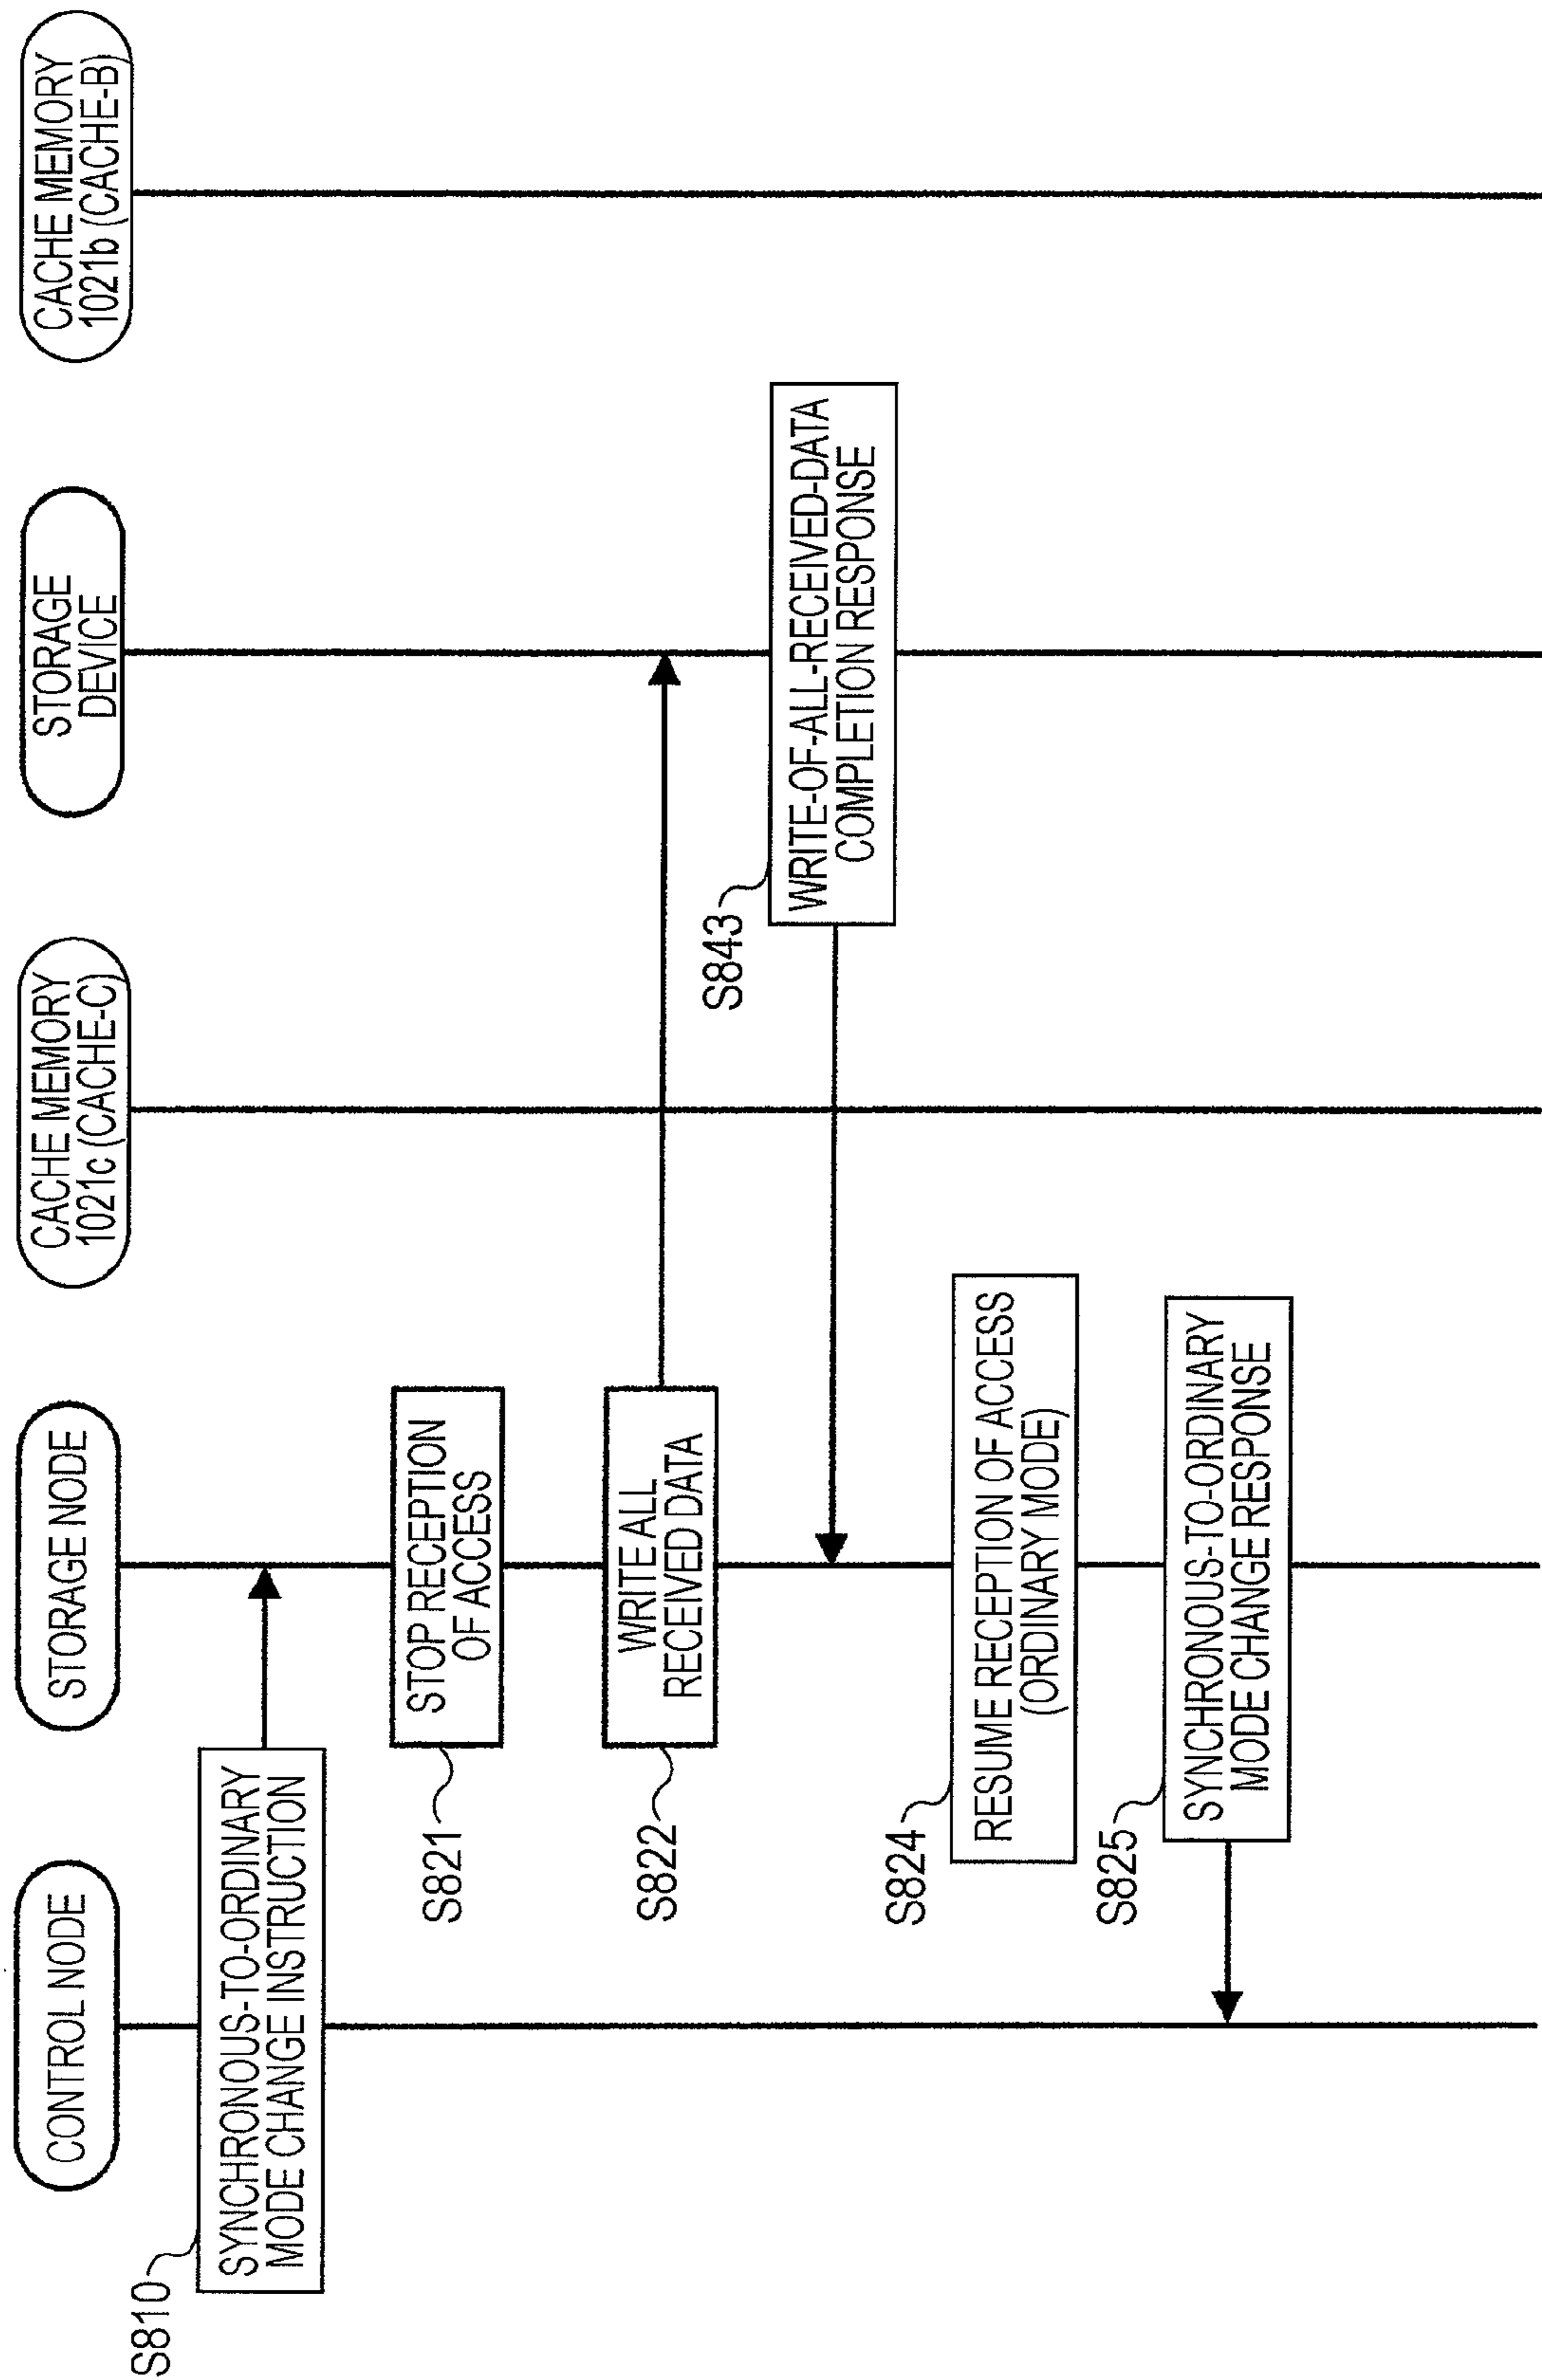 CONTROL NODE
STORAGE NODE
CACHE MEMORY
1021c (CACHE-C)
STORAGE
DEVICE
CACHE MEMORY
1021b (CACHE-B)
S810
SYNCHRONOUS-TO-ORDINARY
MODE CHANGE INSTRUCTION
S821
STOP RECEPTION
OF ACCESS
S822
WRITE ALL
RECEIVED DATA
S843
WRITE-OF-ALL-RECEIVED-DATA
COMPLETION RESPONSE
S824
RESUME RECEPTION OF ACCESS
(ORDINARY MODE)
S825
SYNCHRONOUS-TO-ORDINARY
MODE CHANGE RESPONSE